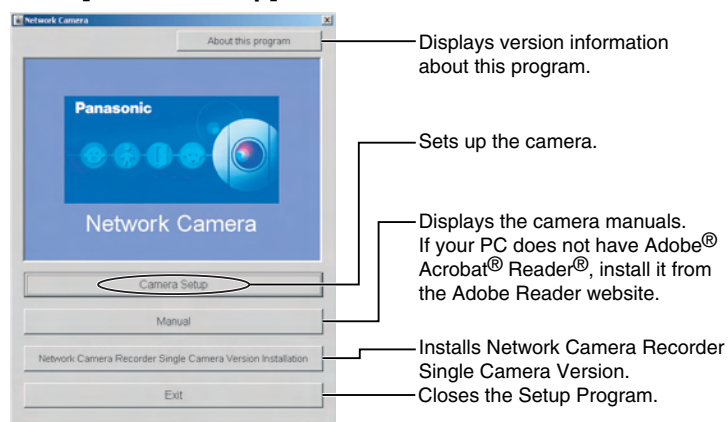 Network Camera
About this program
Displays version information
about this program.
Panasonic
Network Camera
Sets up the camera.
Camera Setup
Displays the camera manuals.
If your PC does not have Adobe®
Acrobat® Reader®, install it from
the Adobe Reader website.
Manual
Network Camera Recorder Single Camera Version Installation
Installs Network Camera Recorder
Single Camera Version.
Exit
Closes the Setup Program.